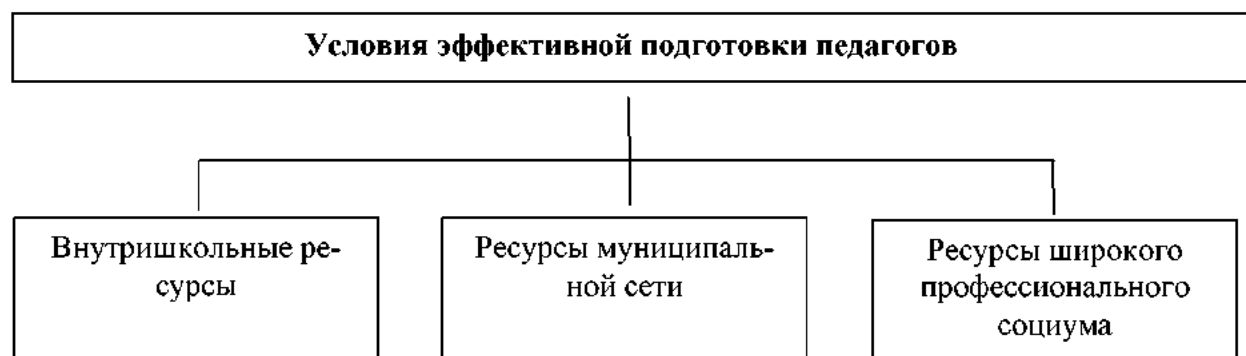 Условия эффективной подготовки педагогов
Внутришкольные ре-
сурсы
Ресурсы муниципаль-
ной сети
Ресурсы широкого
профессионального
социума